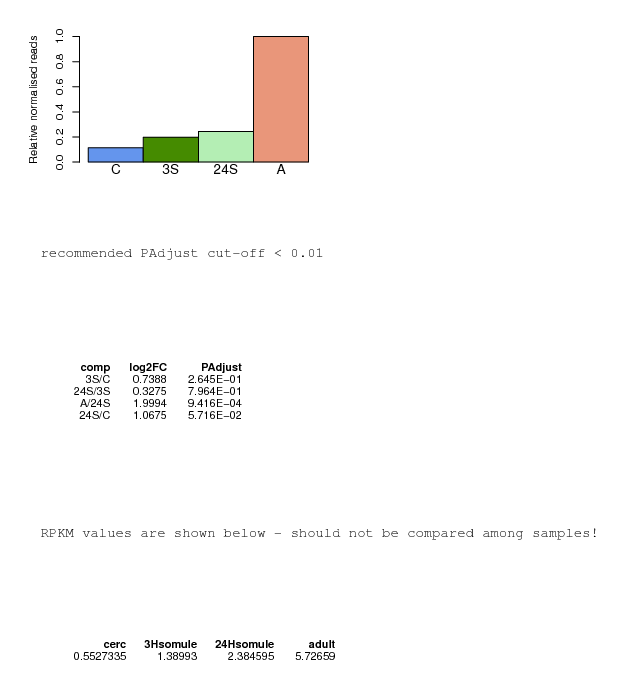 Relative normalised reads
1.0
0.8
0.6
0.4
0.2
0.0
C 3S 24S A
recommended PAdjust cut-off < 0.01
comp log2FC PAdjust
3S/C 0.7388 2.645E-01
24S/3S 0.3275 7.964E-01
A/24S 1.9994 9.416E-04
24S/C 1.0675 5.716E-02
RPKM values are shown below - should not be compared among samples!
cerc 3Hsomule 24Hsomule adult
0.5527335 1.38993 2.384595 5.72659